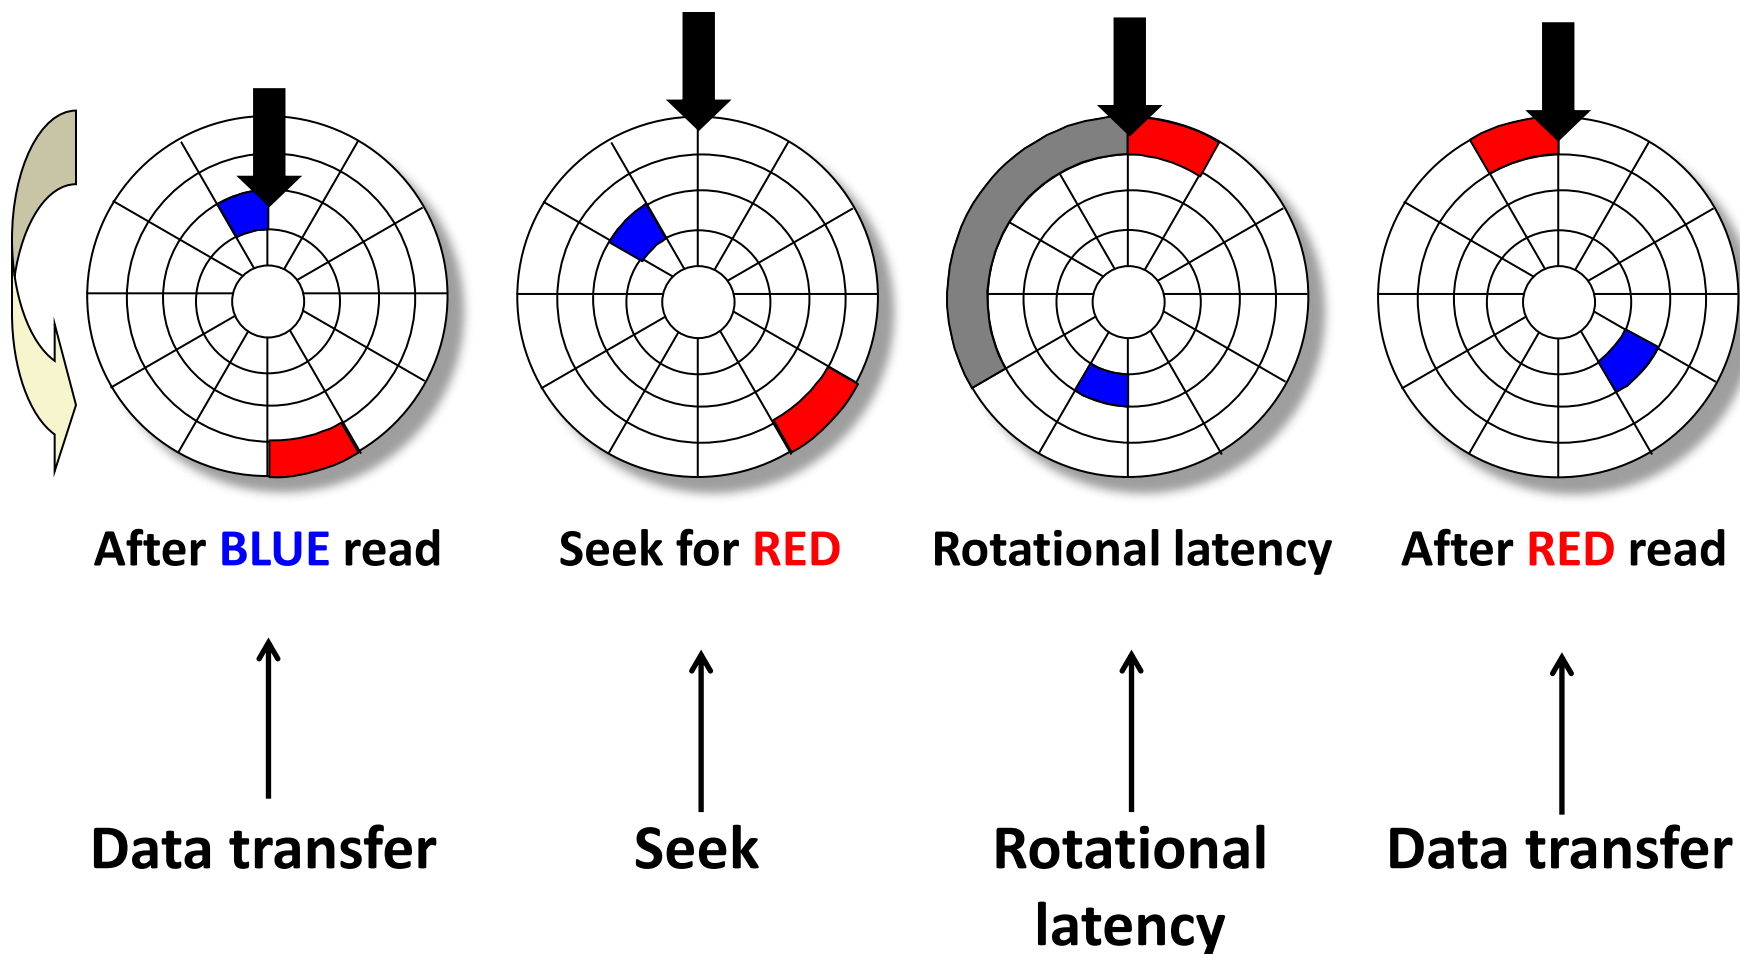 After BLUE read
Seek for RED
Rotational latency
After RED read
Data transfer
Seek
Rotational
latency
Data transfer